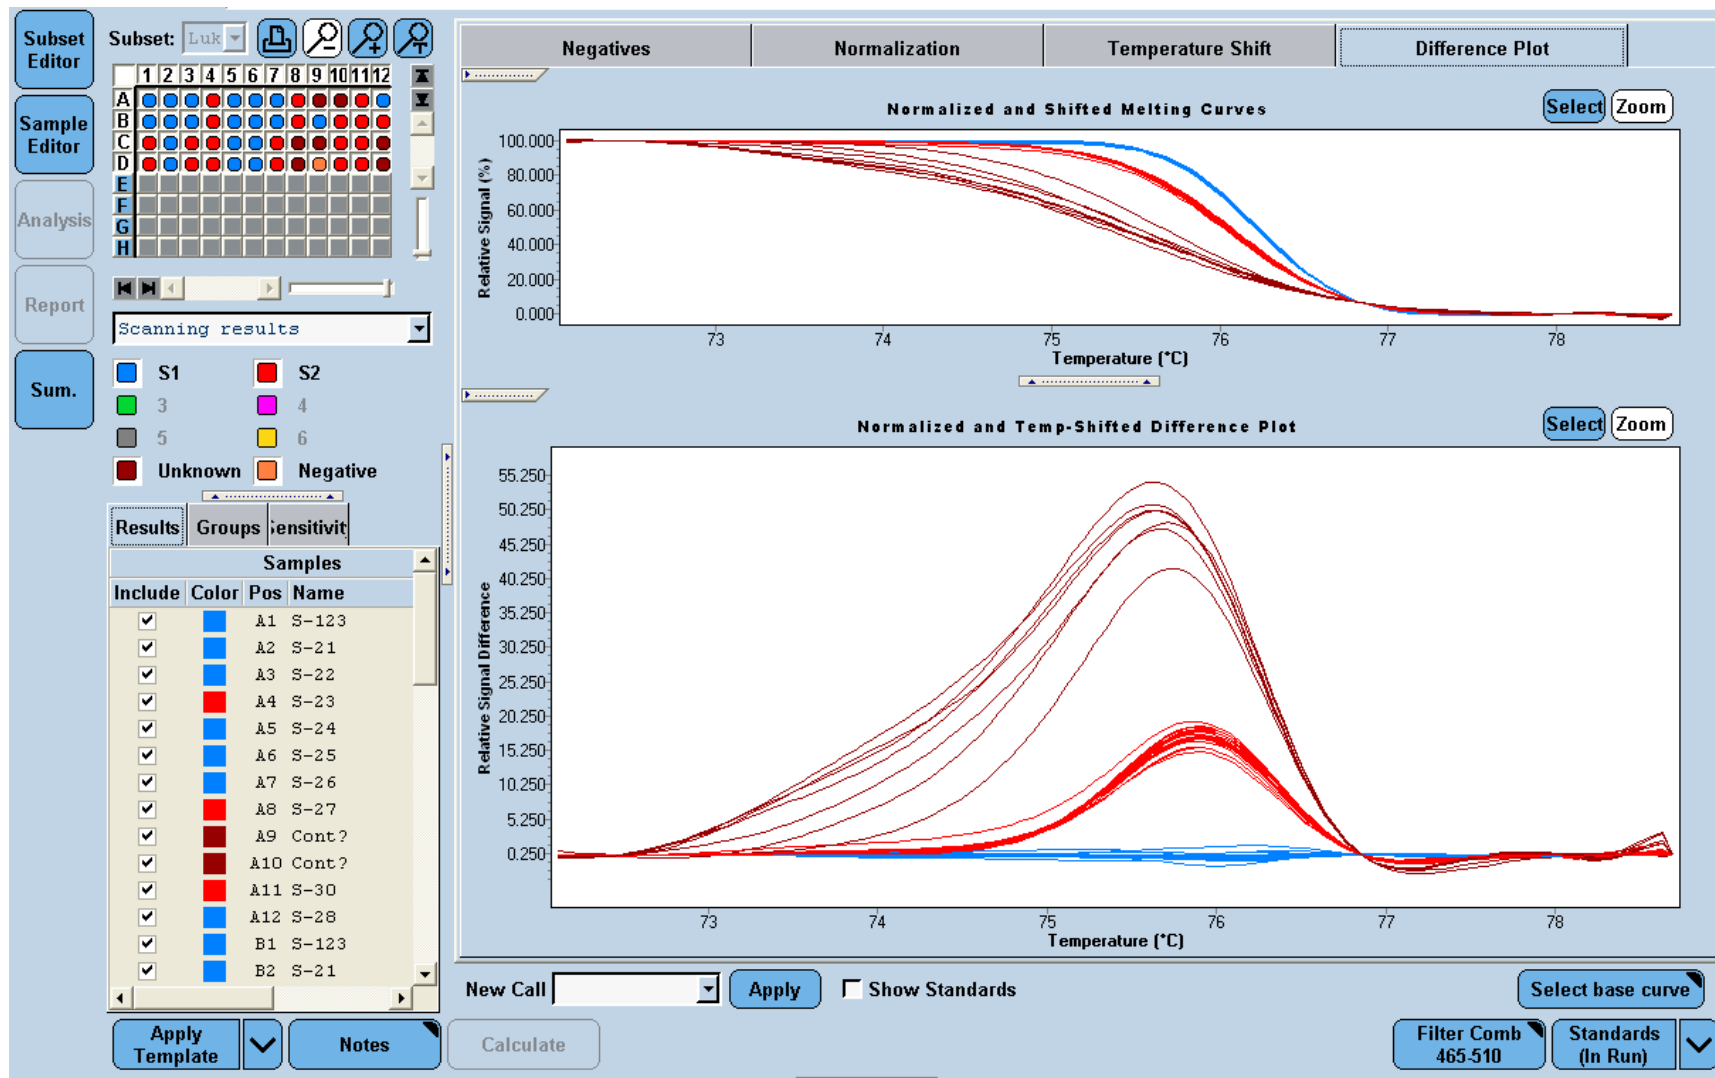 Subset Editor
Sample Editor
Analysis
Report
Sum.
Subset: Luk
1 2 3 4 5 6 7 8 9 10 11 12
A
B
C
D
E
F
G
H
Scanning results
S1 S2
3 4
5 6
Unknown Negative
Results Groups ensitivit
Samples
Include Color Pos Name
A1 S-123
A2 S-21
A3 S-22
A4 S-23
A5 S-24
A6 S-25
A7 S-26
A8 S-27
A9 Cont?
A10 Cont?
A11 S-30
A12 S-28
B1 S-123
B2 S-21
Apply Template
Notes
Calculate
Negatives Normalization Temperature Shift Difference Plot
Normalized and Shifted Melting Curves
Select Zoom
Relative Signal (%)
100.000
80.000
60.000
40.000
20.000
0.000
73 74 75 76 77 78
Temperature (°C)
Normalized and Temp-Shifted Difference Plot
Select Zoom
Relative Signal Difference
55.250
50.250
45.250
40.250
35.250
30.250
25.250
20.250
15.250
10.250
5.250
0.250
73 74 75 76 77 78
Temperature (°C)
New Call Apply Show Standards
Select base curve
Filter Comb 465-510
Standards (In Run)